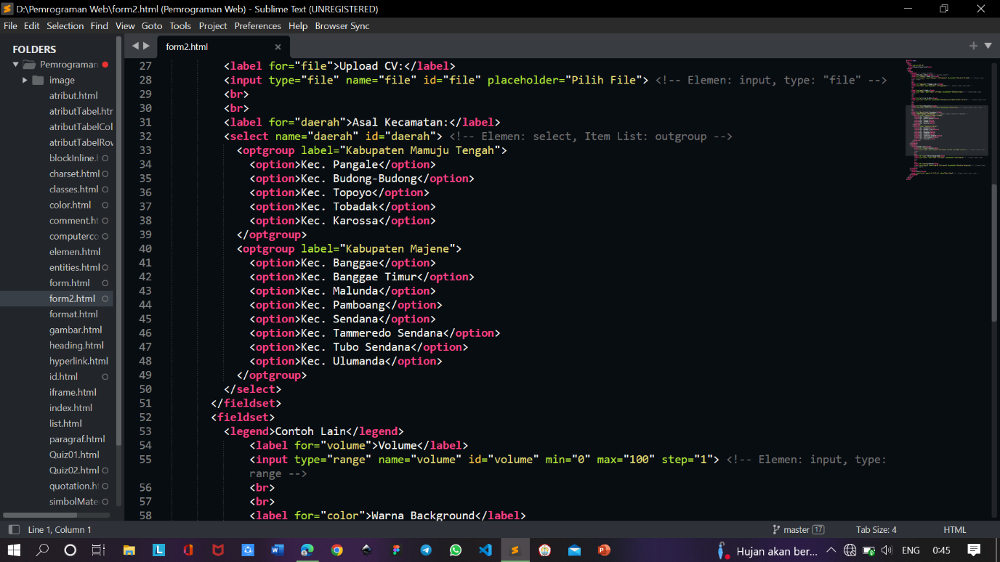 D:\Pemrograman Web\form2.html (Pemrograman Web) - Sublime Text (UNREGISTERED)
File Edit Selection Find View Goto Tools Project Preferences Help Browser Sync
FOLDERS
Pemrograman
image
atribut.html
atributTabel.htr
atributTabelCol
atributTabelRov
blockInline.
charset.html
classes.html
color.html
comment.ht
computercc
elemen.html
entities.html
form.html
form2.html
format.html
gambar.html
heading.html
hyperlink.html
id.html
iframe.html
index.html
list.html
paragraf.html
Quiz01.html
Quiz02.html
quotation.h
simbolMate
form2.html
27 <label for="file">Upload CV:</label>
28 <input type="file" name="file" id="file" placeholder="Pilih File"> <!-- Elemen: input, type: "file" -->
29 <br>
30 <br>
31 <label for="daerah">Asal Kecamatan:</label>
32 <select name="daerah" id="daerah"> <!-- Elemen: select, Item List: outgroup -->
33 <optgroup label="Kabupaten Mamuju Tengah">
34 <option>Kec. Pangale</option>
35 <option>Kec. Budong-Budong</option>
36 <option>Kec. Topoyo</option>
37 <option>Kec. Tobadak</option>
38 <option>Kec. Karossa</option>
39 </optgroup>
40 <optgroup label="Kabupaten Majene">
41 <option>Kec. Banggae</option>
42 <option>Kec. Banggae Timur</option>
43 <option>Kec. Malunda</option>
44 <option>Kec. Pamboang</option>
45 <option>Kec. Sendana</option>
46 <option>Kec. Tammeredo Sendana</option>
47 <option>Kec. Tubo Sendana</option>
48 <option>Kec. Ulumanda</option>
49 </optgroup>
50 </select>
51 </fieldset>
52 <fieldset>
53 <legend>Contoh Lain</legend>
54 <label for="volume">Volume</label>
55 <input type="range" name="volume" id="volume" min="0" max="100" step="1"> <!-- Elemen: input, type:
range -->
56 <br>
57 <br>
58 <label for="color">Warna Background</label>
Line 1, Column 1 master 17 Tab Size: 4 HTML
Hujan akan ber... ENG 0:45